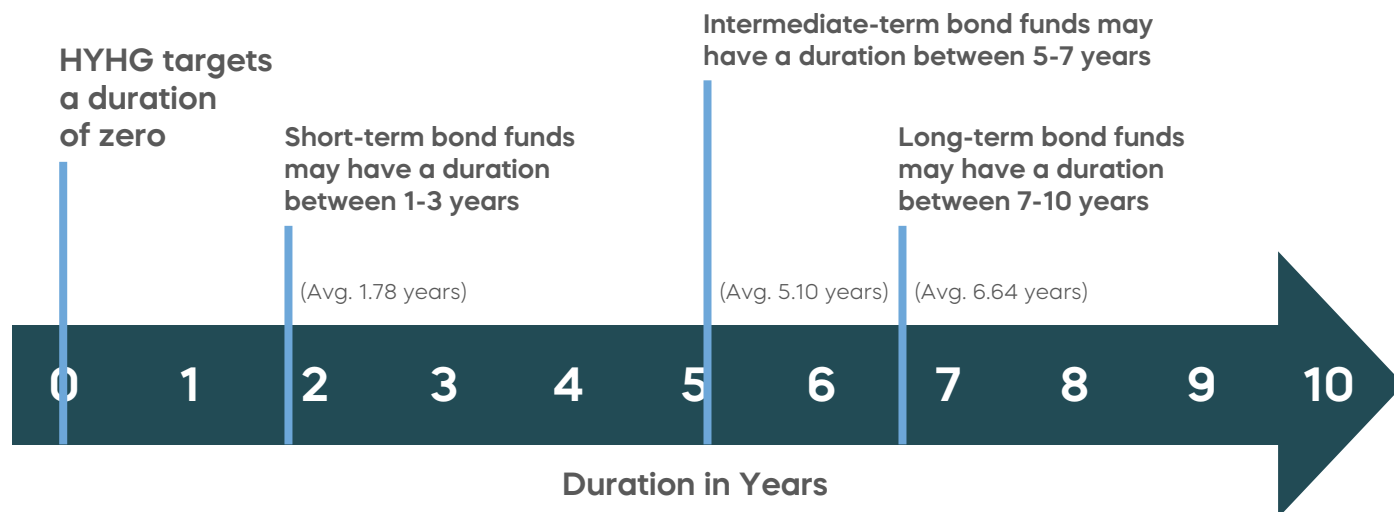 HYHG targets
a duration
of zero
Short-term bond funds
may have a duration
between 1-3 years
(Avg. 1.78 years)
Intermediate-term bond funds may
have a duration between 5-7 years
(Avg. 5.10 years)
Long-term bond funds
may have a duration
between 7-10 years
(Avg. 6.64 years)
0 1 2 3 4 5 6 7 8 9 10
Duration in Years